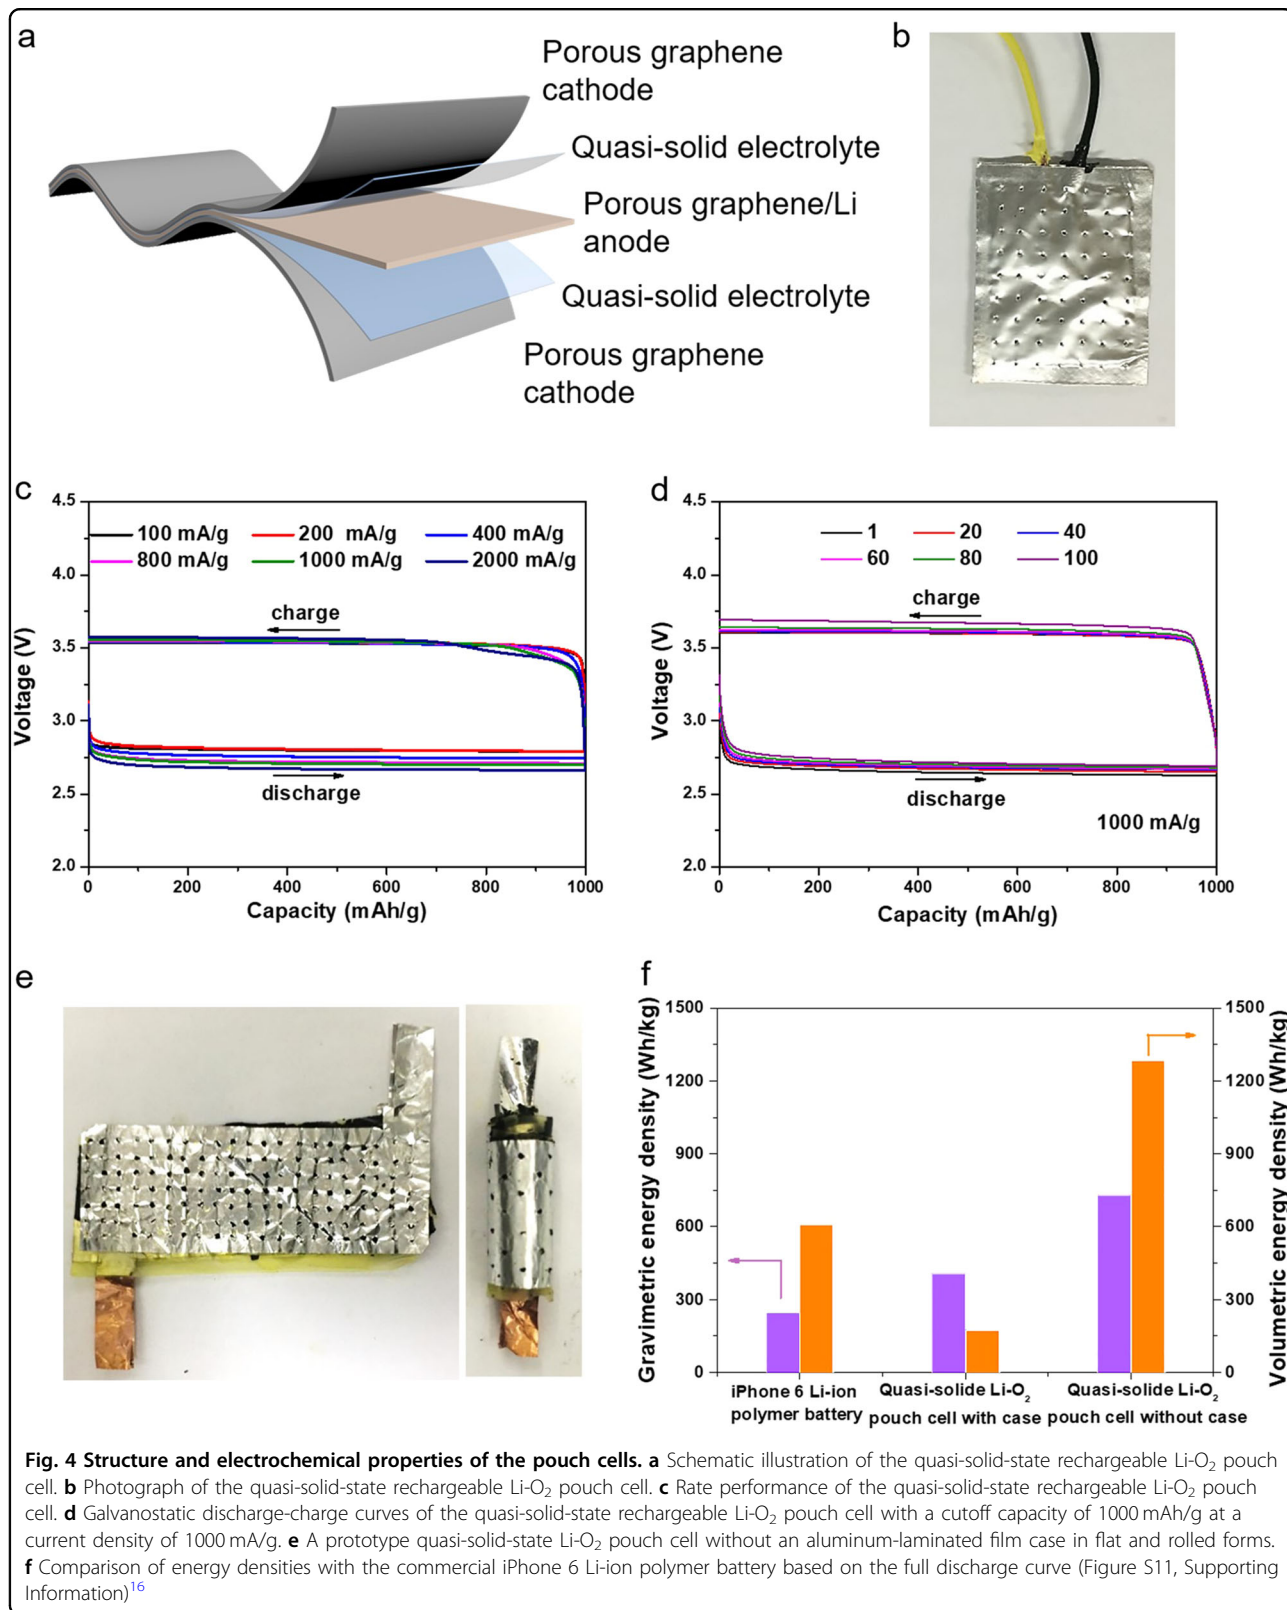 a
Porous graphene
cathode
Quasi-solid electrolyte
Porous graphene/Li
anode
Quasi-solid electrolyte
Porous graphene
cathode
b
c
4.5
4.0
3.5
3.0
2.5
2.0
Voltage (V)
100 mA/g 200 mA/g 400 mA/g
800 mA/g 1000 mA/g 2000 mA/g
charge
discharge
0 200 400 600 800 1000
Capacity (mAh/g)
d
4.5
4.0
3.5
3.0
2.5
2.0
Voltage (V)
1 20 40
60 80 100
charge
discharge
1000 mA/g
0 200 400 600 800 1000
Capacity (mAh/g)
e
f
1500
1200
900
600
300
0
Gravimetric energy density (Wh/kg)
1500
1200
900
600
300
0
Volumetric energy density (Wh/kg)
iPhone 6 Li-ion
polymer battery
Quasi-solide Li-O₂
pouch cell with case
Quasi-solide Li-O₂
pouch cell without case
Fig. 4 Structure and electrochemical properties of the pouch cells. a Schematic illustration of the quasi-solid-state rechargeable Li-O₂ pouch
cell. b Photograph of the quasi-solid-state rechargeable Li-O₂ pouch cell. c Rate performance of the quasi-solid-state rechargeable Li-O₂ pouch
cell. d Galvanostatic discharge-charge curves of the quasi-solid-state rechargeable Li-O₂ pouch cell with a cutoff capacity of 1000 mAh/g at a
current density of 1000 mA/g. e A prototype quasi-solid-state Li-O₂ pouch cell without an aluminum-laminated film case in flat and rolled forms.
f Comparison of energy densities with the commercial iPhone 6 Li-ion polymer battery based on the full discharge curve (Figure S11, Supporting
Information)¹⁶